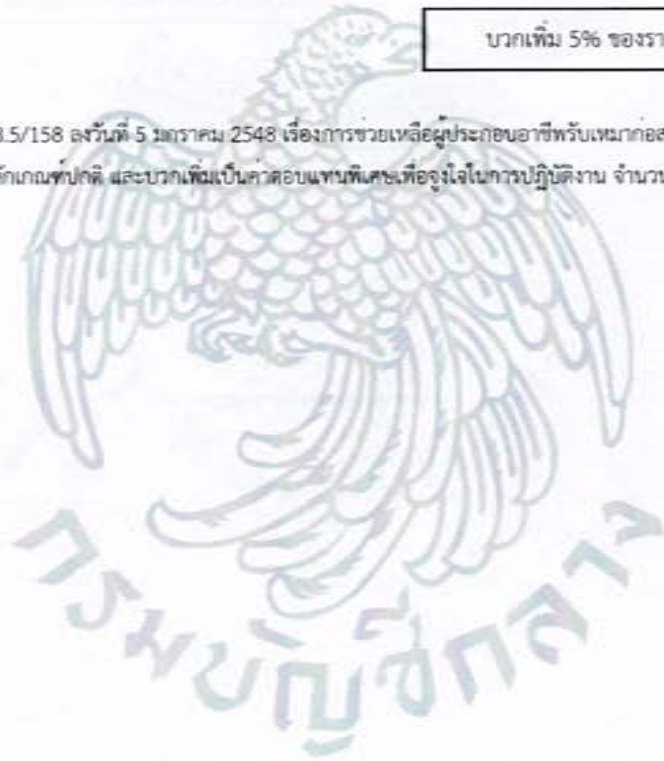 บวกเพิ่ม 5% ของรา
3.5/158 ลงวันที่ 5 มกราคม 2548 เรื่องการช่วยเหลือผู้ประกอบอาชีพรับเหมาก่อส
กเกณฑ์ปกติ และบวกเพิ่มเป็นค่าตอบแทนพิเศษเพื่อจูงใจในการปฏิบัติงาน จำนวน
กรมบัญชีกลาง